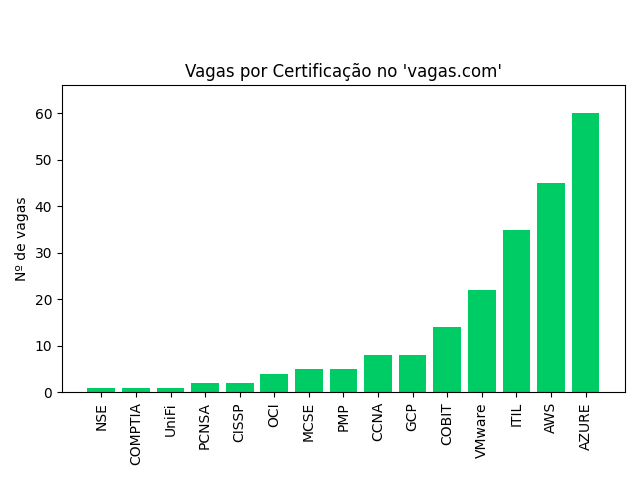 Vagas por Certificação no 'vagas.com'
Nº de vagas
60
50
40
30
20
10
0
NSE
COMPTIA
UniFi
PCNSA
CISSP
OCI
MCSE
PMP
CCNA
GCP
COBIT
VMware
ITIL
AWS
AZURE